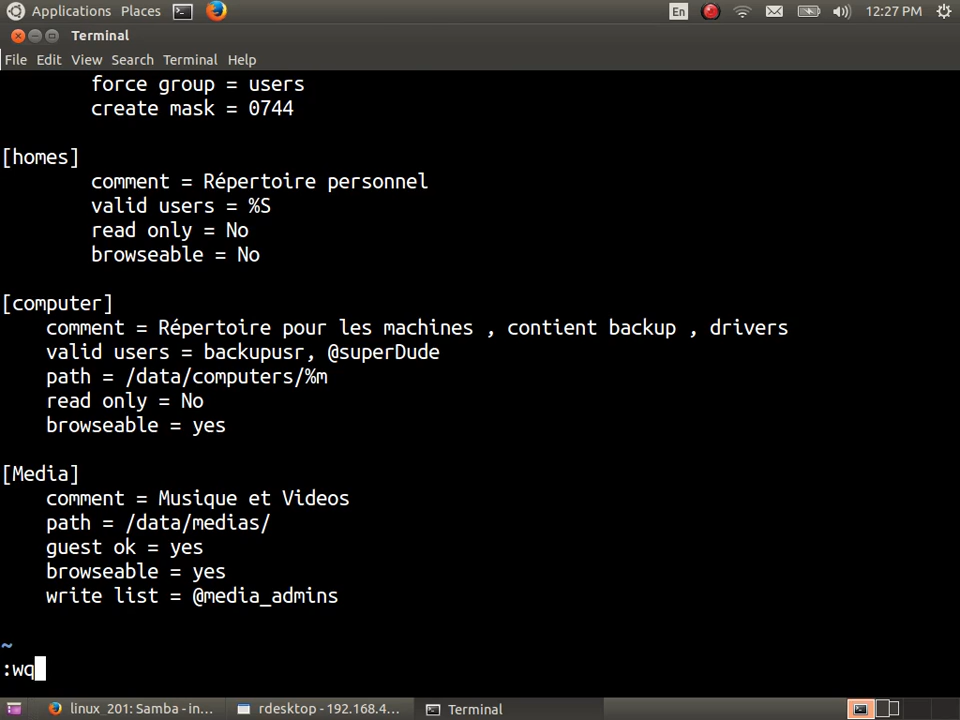 Applications Places En 12:27 PM
Terminal
File Edit View Search Terminal Help
force group = users
create mask = 0744
[homes]
comment = Répertoire personnel
valid users = %S
read only = No
browseable = No
[computer]
comment = Répertoire pour les machines , contient backup , drivers
valid users = backupusr, @superDude
path = /data/computers/%m
read only = No
browseable = yes
[Media]
comment = Musique et Videos
path = /data/medias/
guest ok = yes
browseable = yes
write list = @media_admins
~
:wq
linux_201: Samba - in... rdesktop - 192.168.4... Terminal